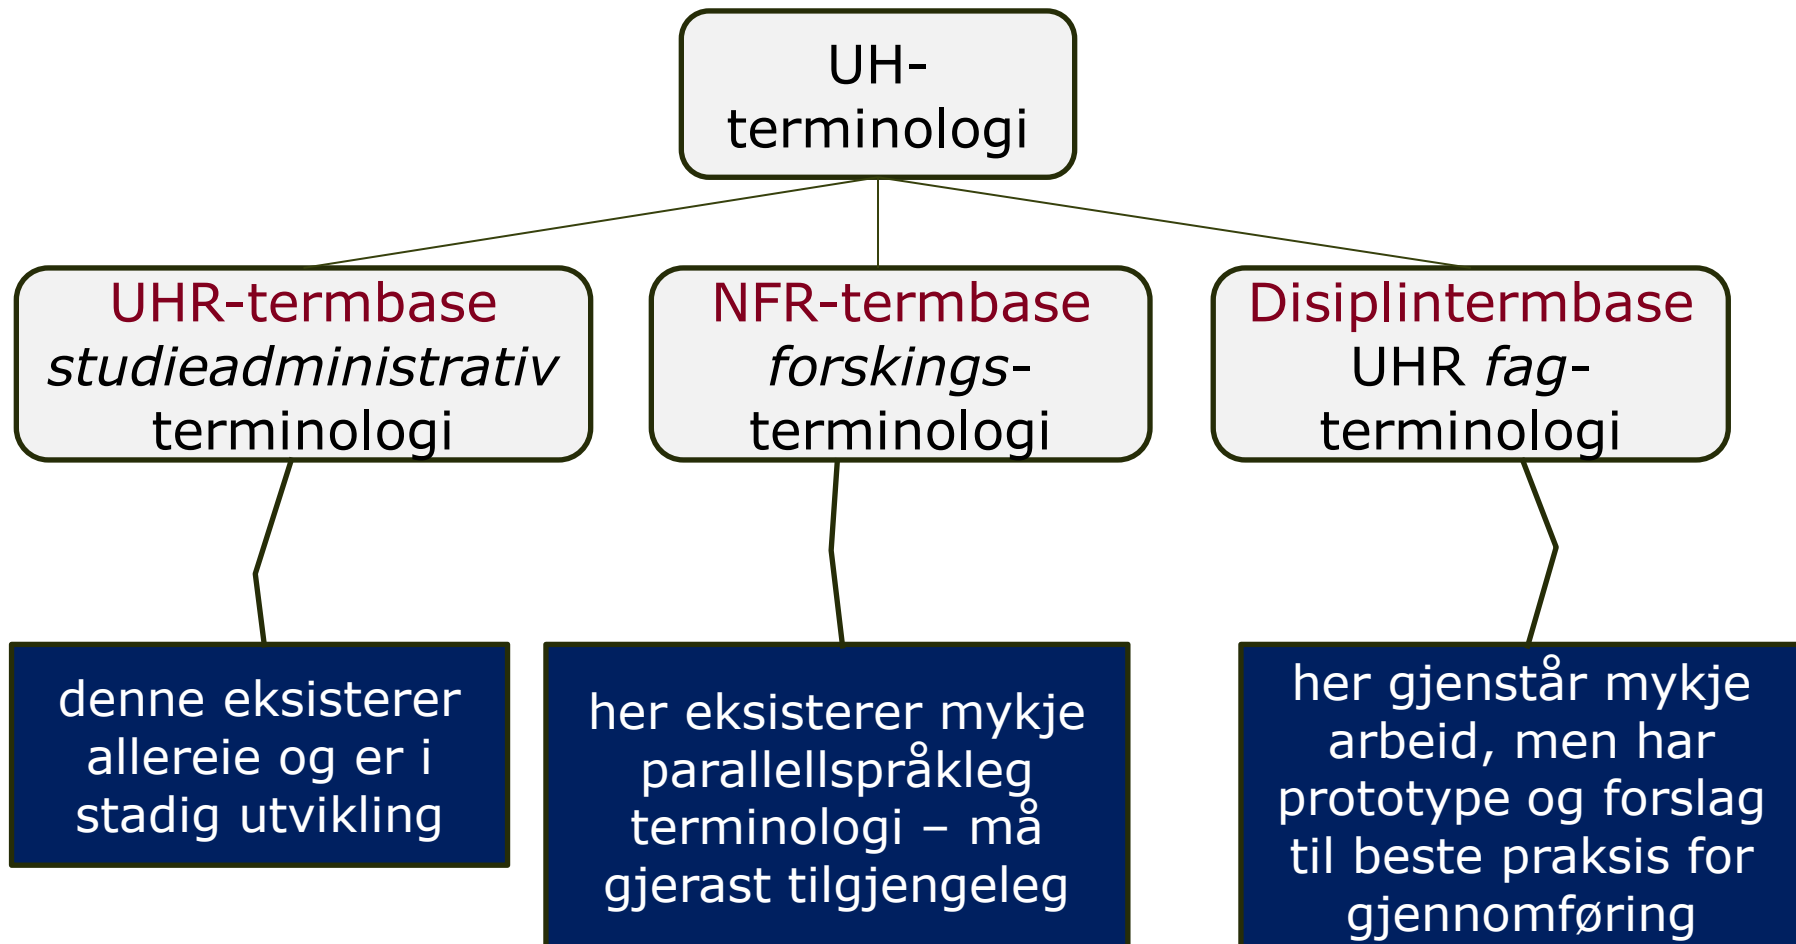 UH-
terminologi
UHR-termbase
studieadministrativ
terminologi
NFR-termbase
forskings-
terminologi
Disiplintermbase
UHR fag-
terminologi
denne eksisterer
allereie og er i
stadig utvikling
her eksisterer mykje
parallellspråkleg
terminologi – må
gjerast tilgjengeleg
her gjenstår mykje
arbeid, men har
prototype og forslag
til beste praksis for
gjennomføring